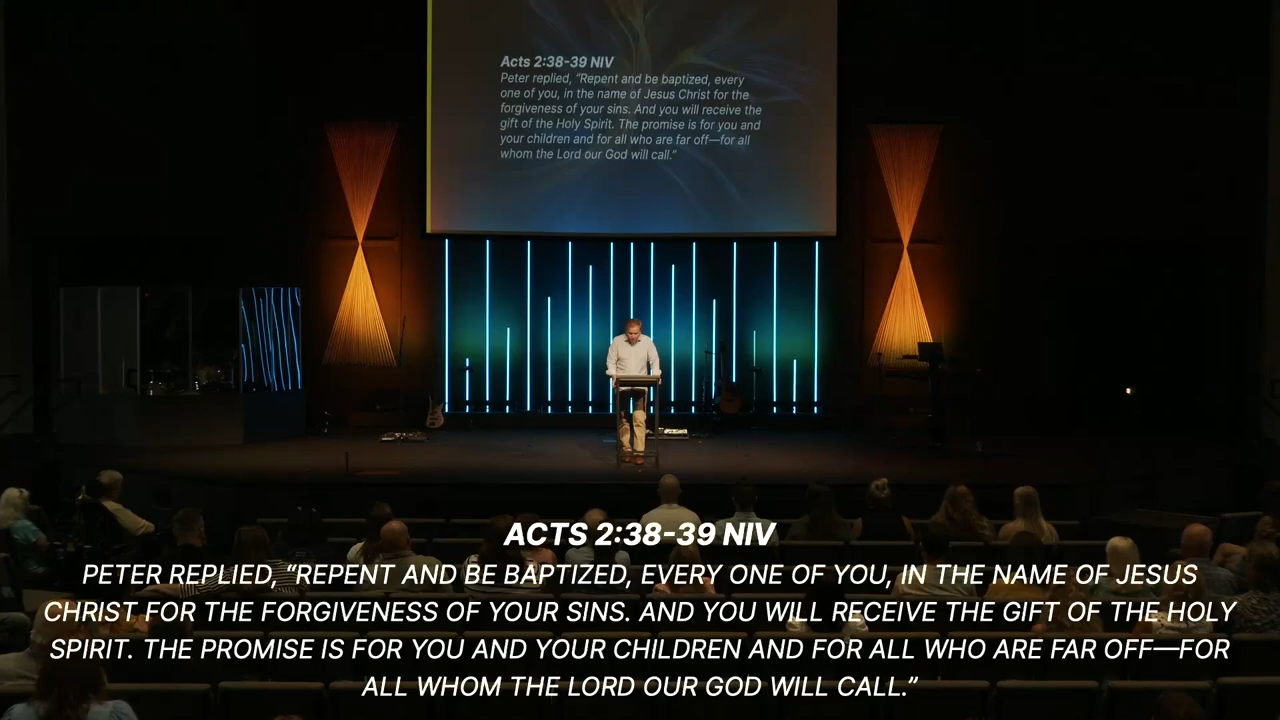 Acts 2:38-39 NIV
Peter replied, “Repent and be baptized, every
one of you, in the name of Jesus Christ for the
forgiveness of your sins. And you will receive the
gift of the Holy Spirit. The promise is for you and
your children and for all who are far off—for all
whom the Lord our God will call.”
ACTS 2:38-39 NIV
PETER REPLIED, “REPENT AND BE BAPTIZED, EVERY ONE OF YOU, IN THE NAME OF JESUS
CHRIST FOR THE FORGIVENESS OF YOUR SINS. AND YOU WILL RECEIVE THE GIFT OF THE HOLY
SPIRIT. THE PROMISE IS FOR YOU AND YOUR CHILDREN AND FOR ALL WHO ARE FAR OFF—FOR
ALL WHOM THE LORD OUR GOD WILL CALL.”